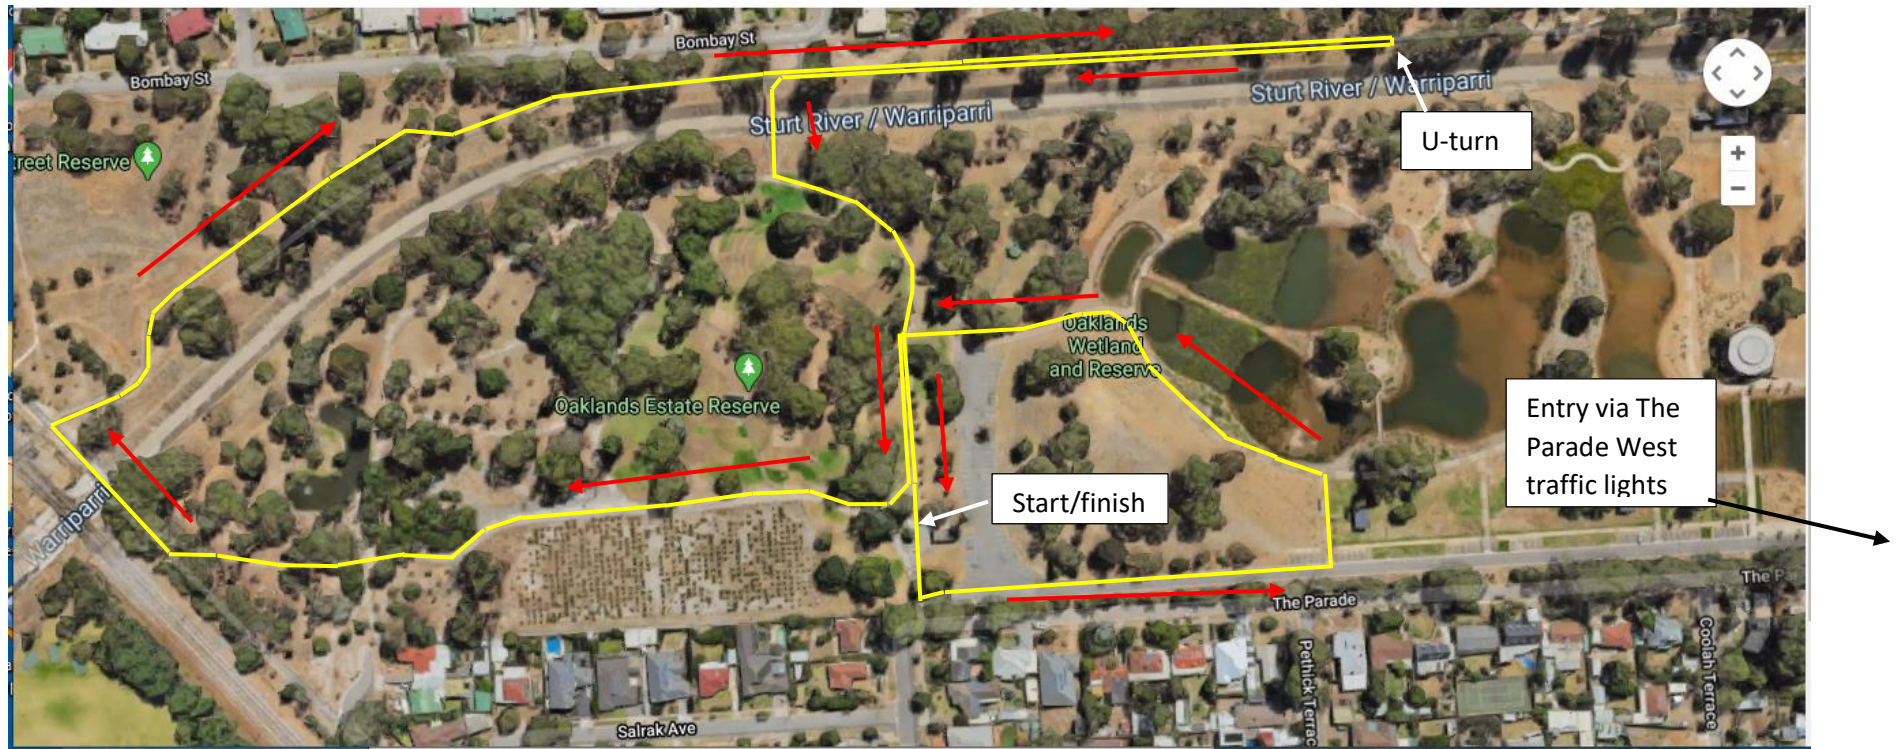 Bombay St
Bombay St
Sturt River / Warriparri
Sturt River / Warriparri
U-turn
treet Reserve
Oaklands
Wetland
and Reserve
Oaklands Estate Reserve
Entry via The
Parade West
traffic lights
Start/finish
Warriparri
The Pa
The Parade
Pethick Terrac
Coolah Terrace
Salrak Ave